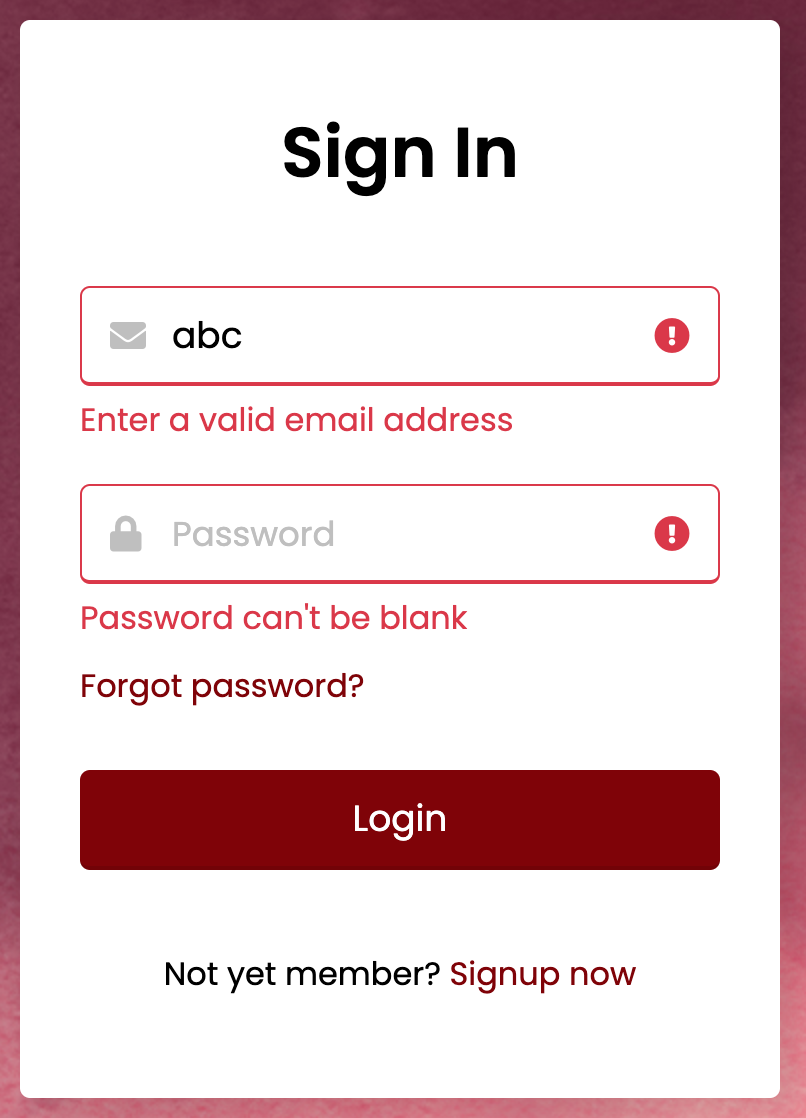 Sign In
abc
Enter a valid email address
Password
Password can't be blank
Forgot password?
Login
Not yet member? Signup now